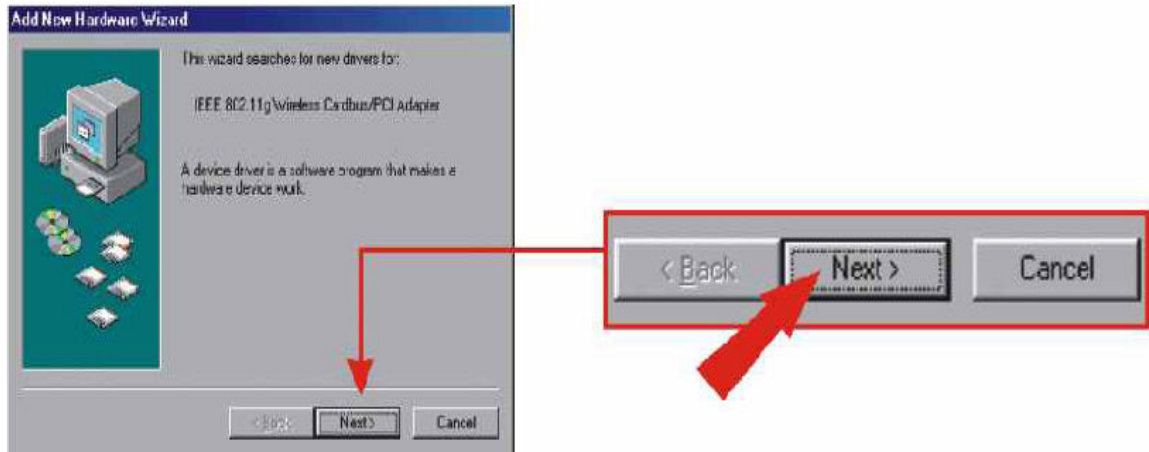 Add New Hardware Wizard
This wizard searches for new drivers for:
IEEE 802.11g Wireless Cardbus/PCI Adapter
A device driver is a software program that makes a
hardware device work.
< Back Next > Cancel
< Back Next > Cancel